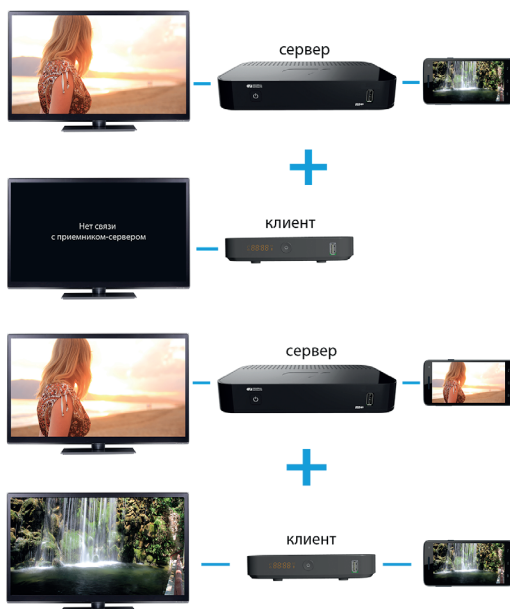 сервер
Нет связи
с приемником-сервером
клиент
сервер
клиент